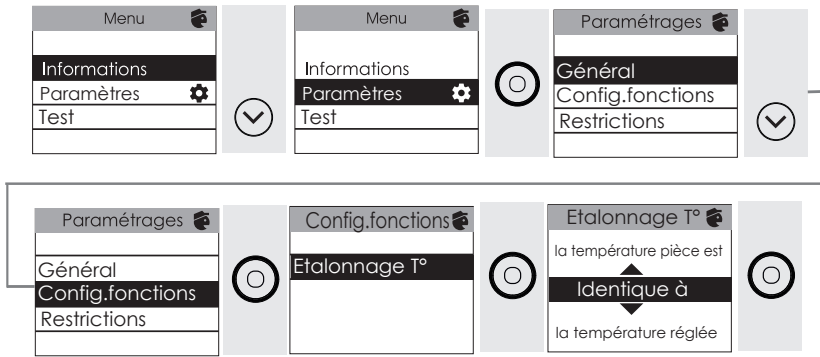 Menu
Informations
Paramètres
Test
Menu
Informations
Paramètres
Test
Paramétrages
Général
Config.fonctions
Restrictions
Paramétrages
Général
Config.fonctions
Restrictions
Config.fonctions
Etalonnage T°
Etalonnage T°
la température pièce est
Identique à
la température réglée